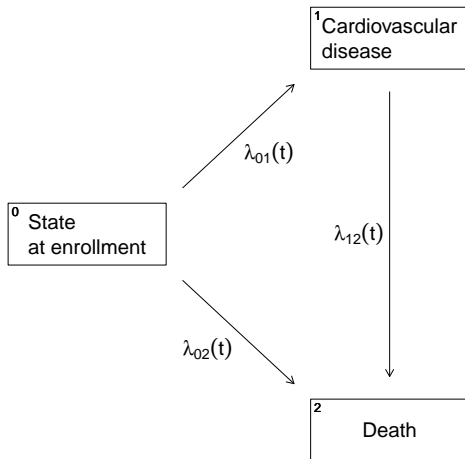 1 Cardiovascular
disease
λ01(t)
0 State
at enrollment
λ12(t)
λ02(t)
2
Death